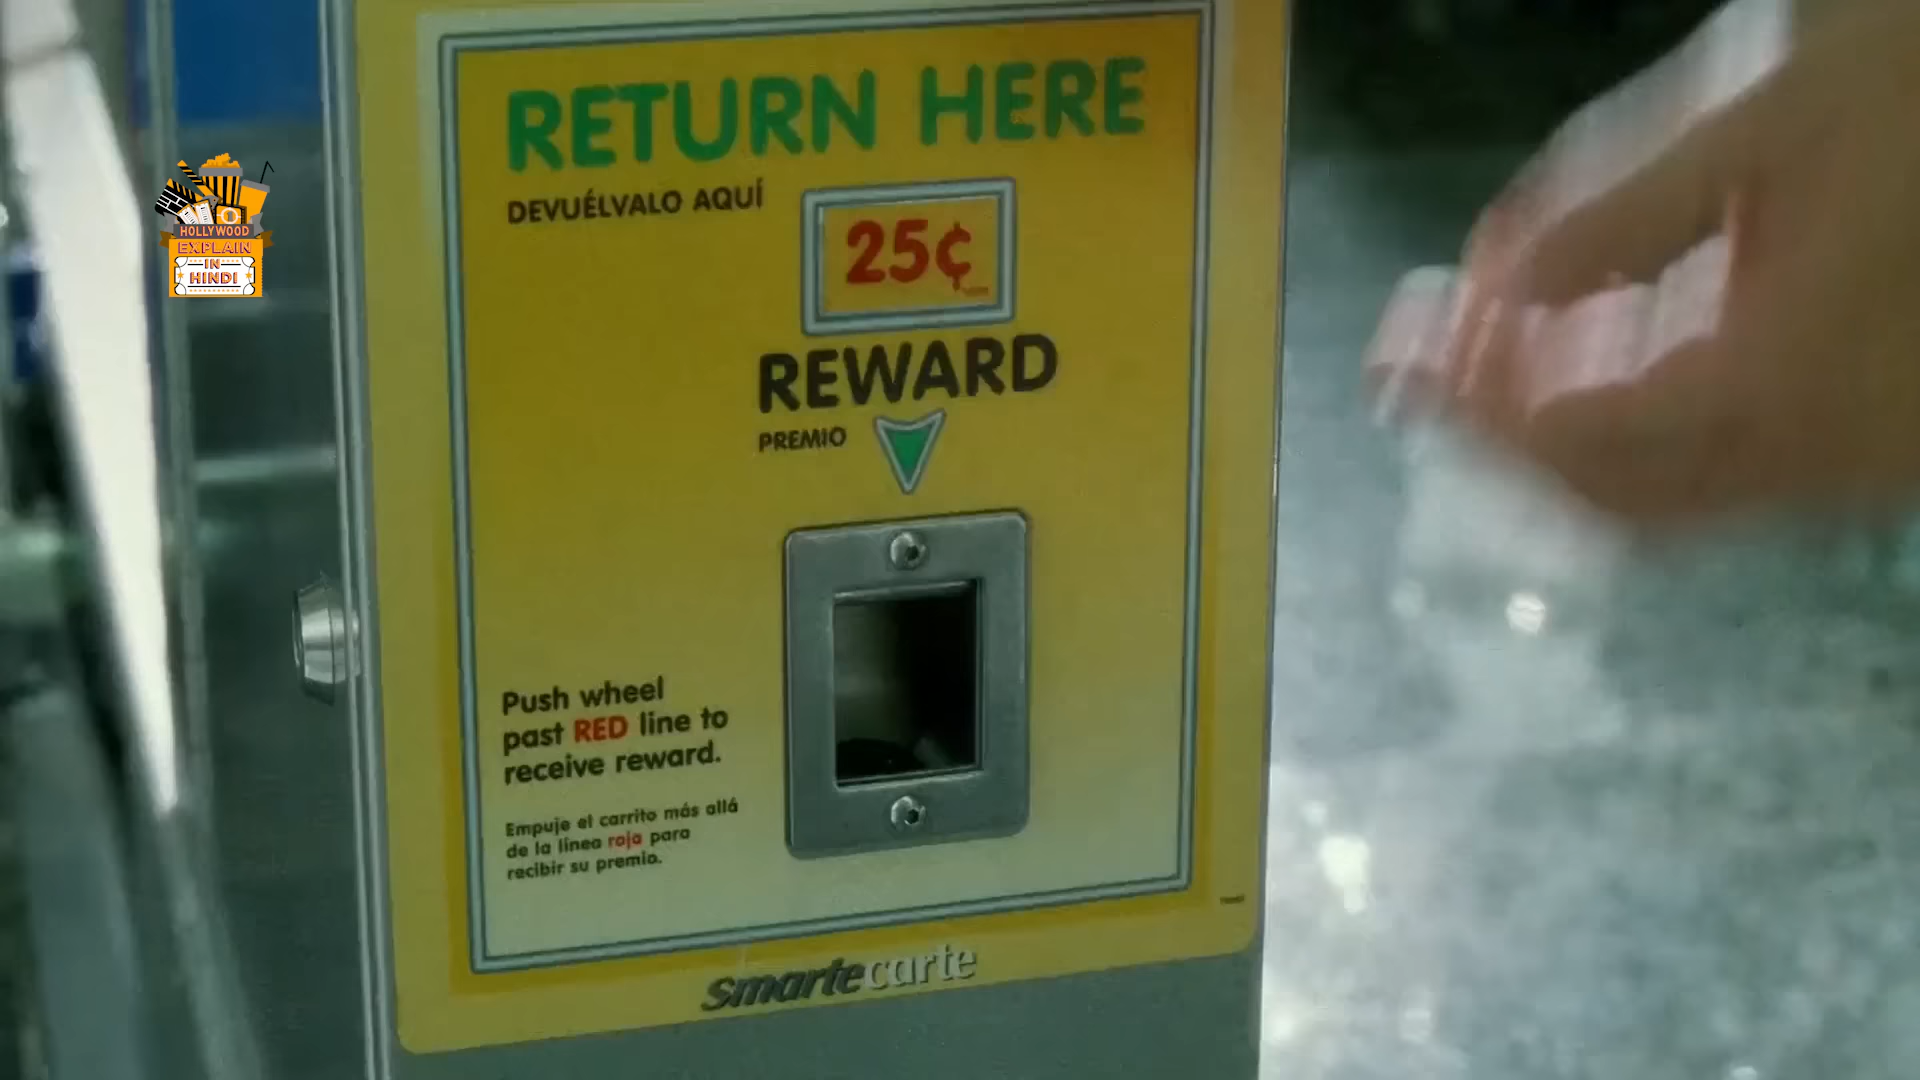 RETURN HERE
DEVUÉLVALO AQUÍ
25¢
REWARD
PREMIO
Push wheel
past RED line to
receive reward.
Empuje el carrito más allá
de la línea roja para
recibir su premio.
smartecarte
HOLLYWOOD
EXPLAIN
IN
HINDI